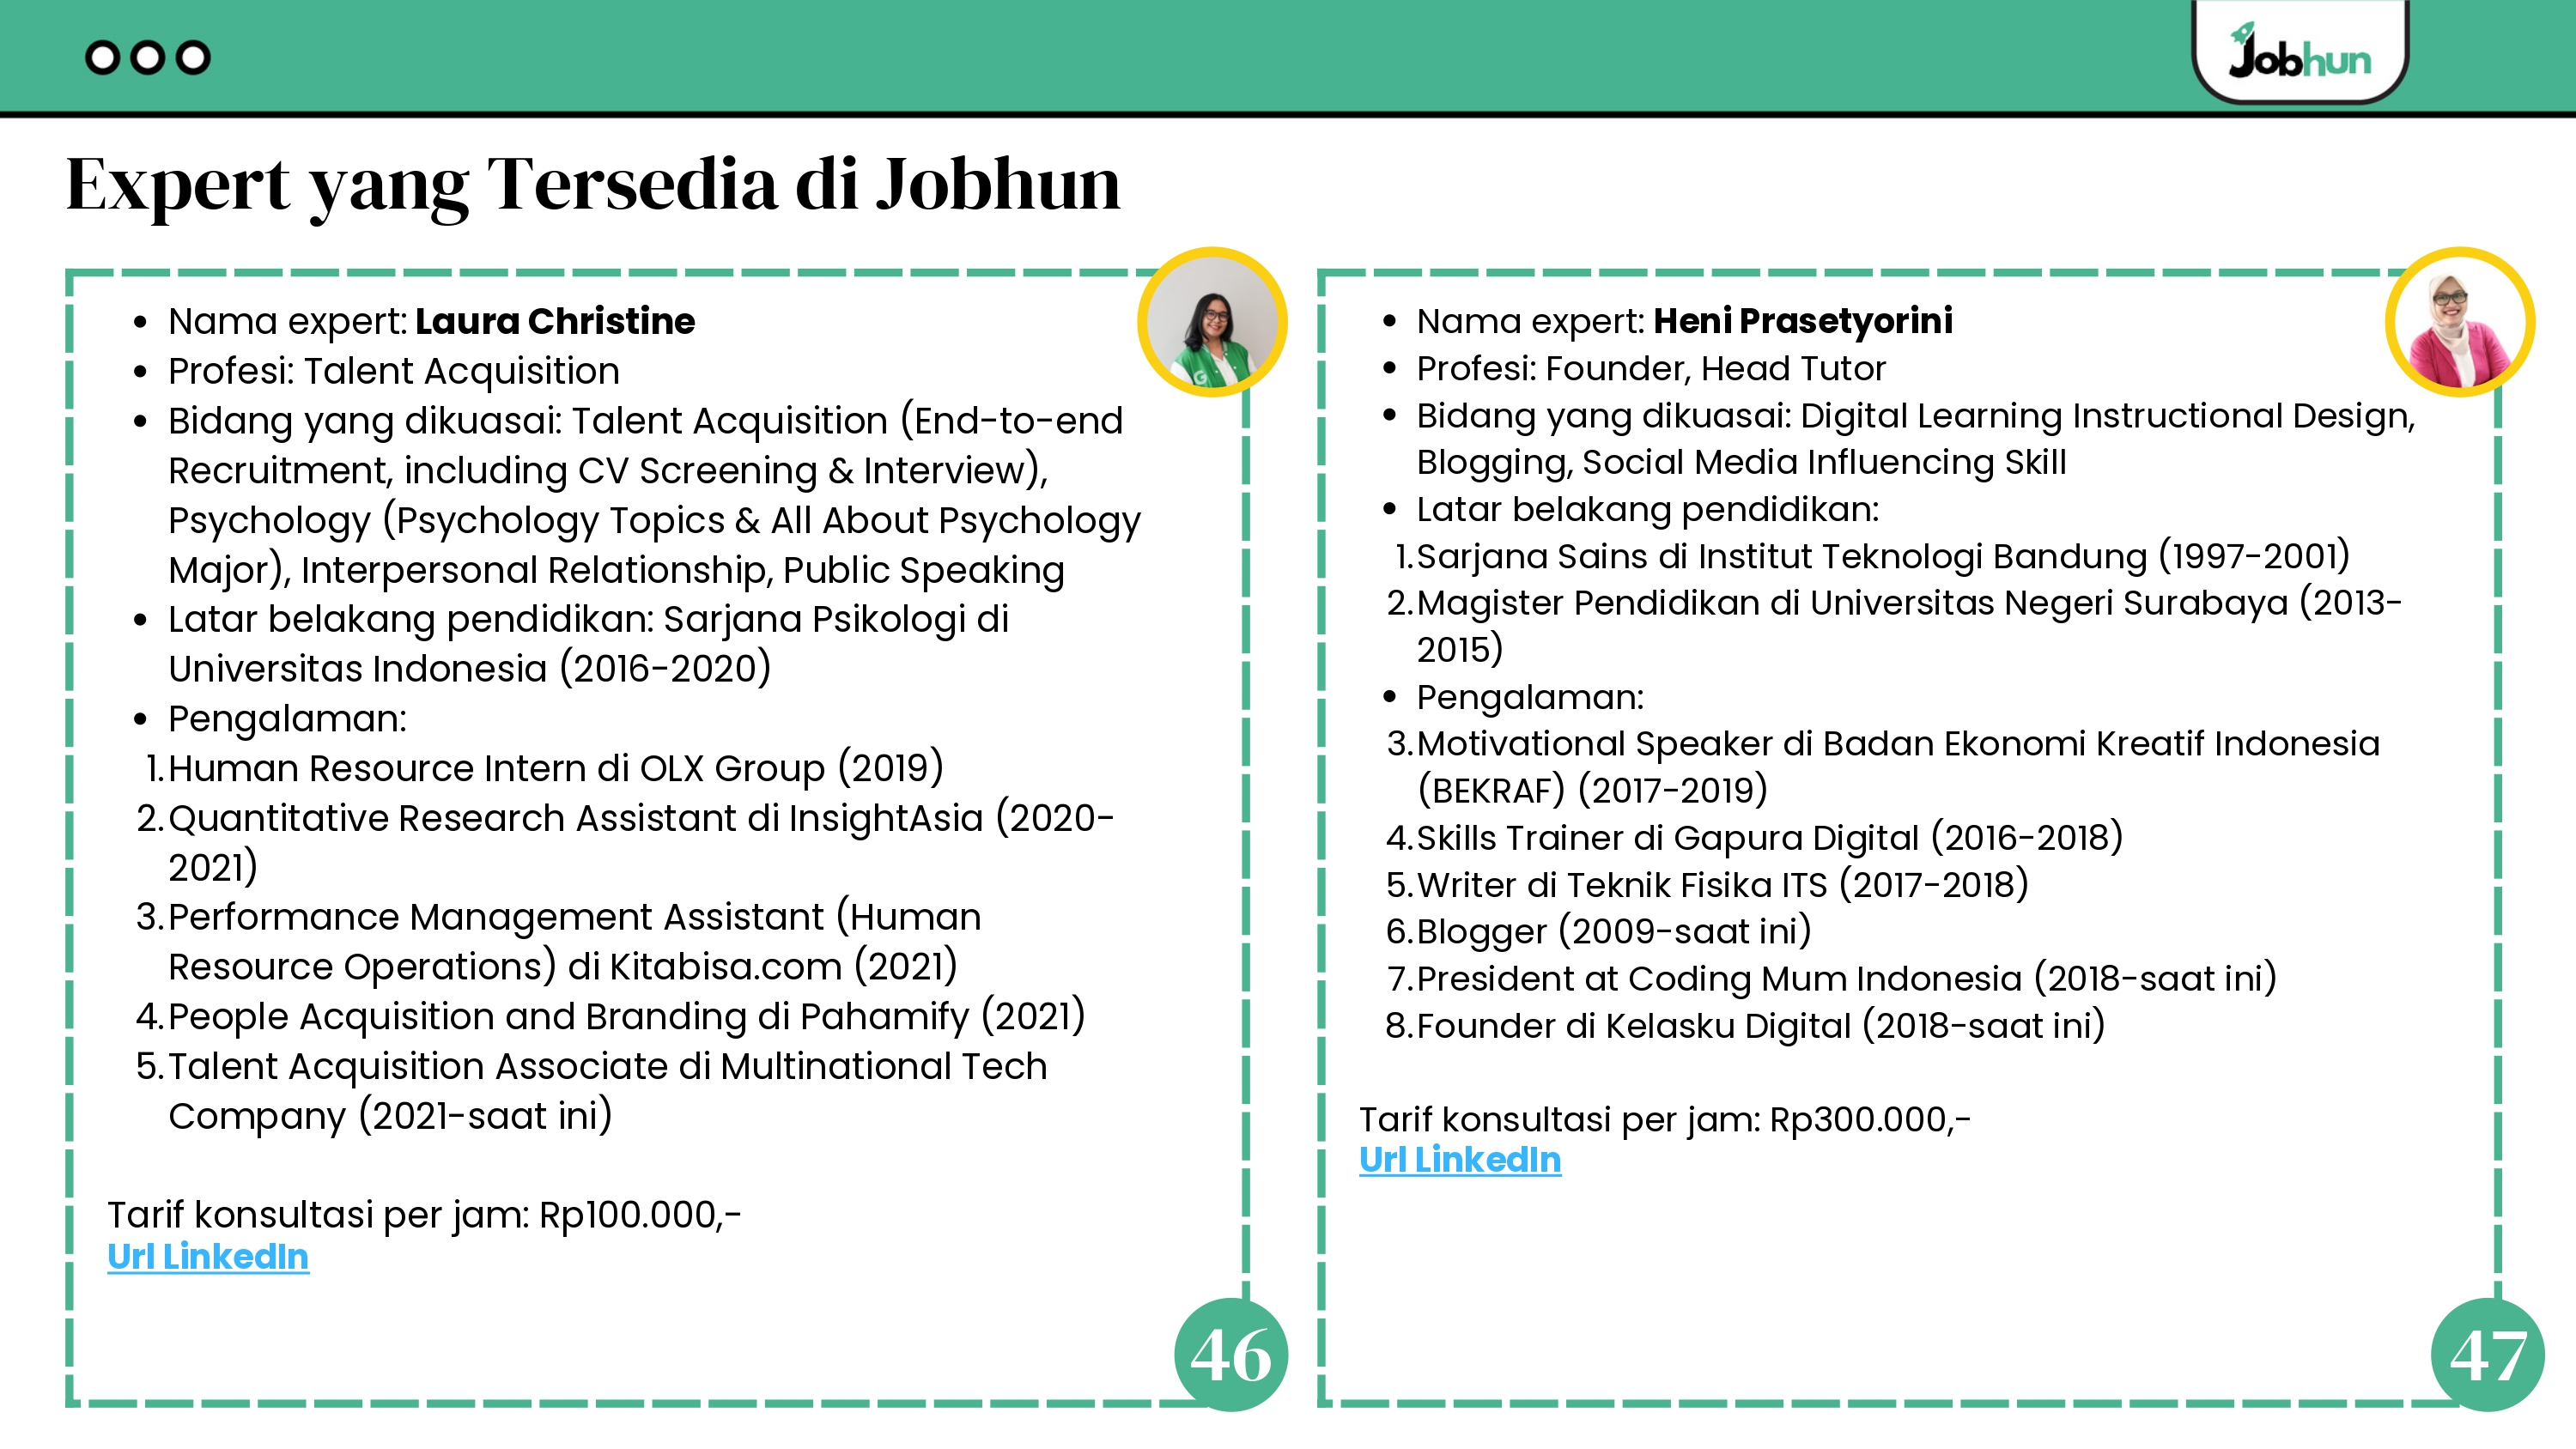 Jobhun
Expert yang Tersedia di Jobhun
• Nama expert: Laura Christine
• Profesi: Talent Acquisition
• Bidang yang dikuasai: Talent Acquisition (End-to-end
Recruitment, including CV Screening & Interview),
Psychology (Psychology Topics & All About Psychology
Major), Interpersonal Relationship, Public Speaking
• Latar belakang pendidikan: Sarjana Psikologi di
Universitas Indonesia (2016-2020)
• Pengalaman:
1.Human Resource Intern di OLX Group (2019)
2.Quantitative Research Assistant di InsightAsia (2020-
2021)
3.Performance Management Assistant (Human
Resource Operations) di Kitabisa.com (2021)
4.People Acquisition and Branding di Pahamify (2021)
5.Talent Acquisition Associate di Multinational Tech
Company (2021-saat ini)
Tarif konsultasi per jam: Rp100.000,-
Url LinkedIn
46
• Nama expert: Heni Prasetyorini
• Profesi: Founder, Head Tutor
• Bidang yang dikuasai: Digital Learning Instructional Design,
Blogging, Social Media Influencing Skill
• Latar belakang pendidikan:
1.Sarjana Sains di Institut Teknologi Bandung (1997-2001)
2.Magister Pendidikan di Universitas Negeri Surabaya (2013-
2015)
• Pengalaman:
3.Motivational Speaker di Badan Ekonomi Kreatif Indonesia
(BEKRAF) (2017-2019)
4.Skills Trainer di Gapura Digital (2016-2018)
5.Writer di Teknik Fisika ITS (2017-2018)
6.Blogger (2009-saat ini)
7.President at Coding Mum Indonesia (2018-saat ini)
8.Founder di Kelasku Digital (2018-saat ini)
Tarif konsultasi per jam: Rp300.000,-
Url LinkedIn
47